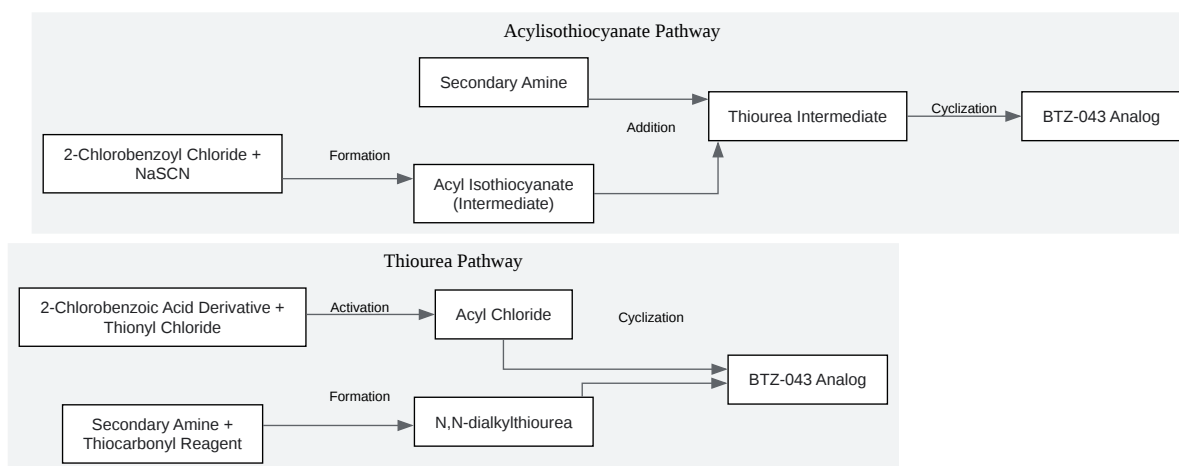 Acylisothiocyanate Pathway
Secondary Amine
Thiourea Intermediate
Cyclization
BTZ-043 Analog
Addition
2-Chlorobenzoyl Chloride +
NaSCN
Formation
Acyl Isothiocyanate
(Intermediate)
Thiourea Pathway
2-Chlorobenzoic Acid Derivative +
Thionyl Chloride
Activation
Acyl Chloride
Cyclization
BTZ-043 Analog
Secondary Amine +
Thiocarbonyl Reagent
Formation
N,N-dialkylthiourea